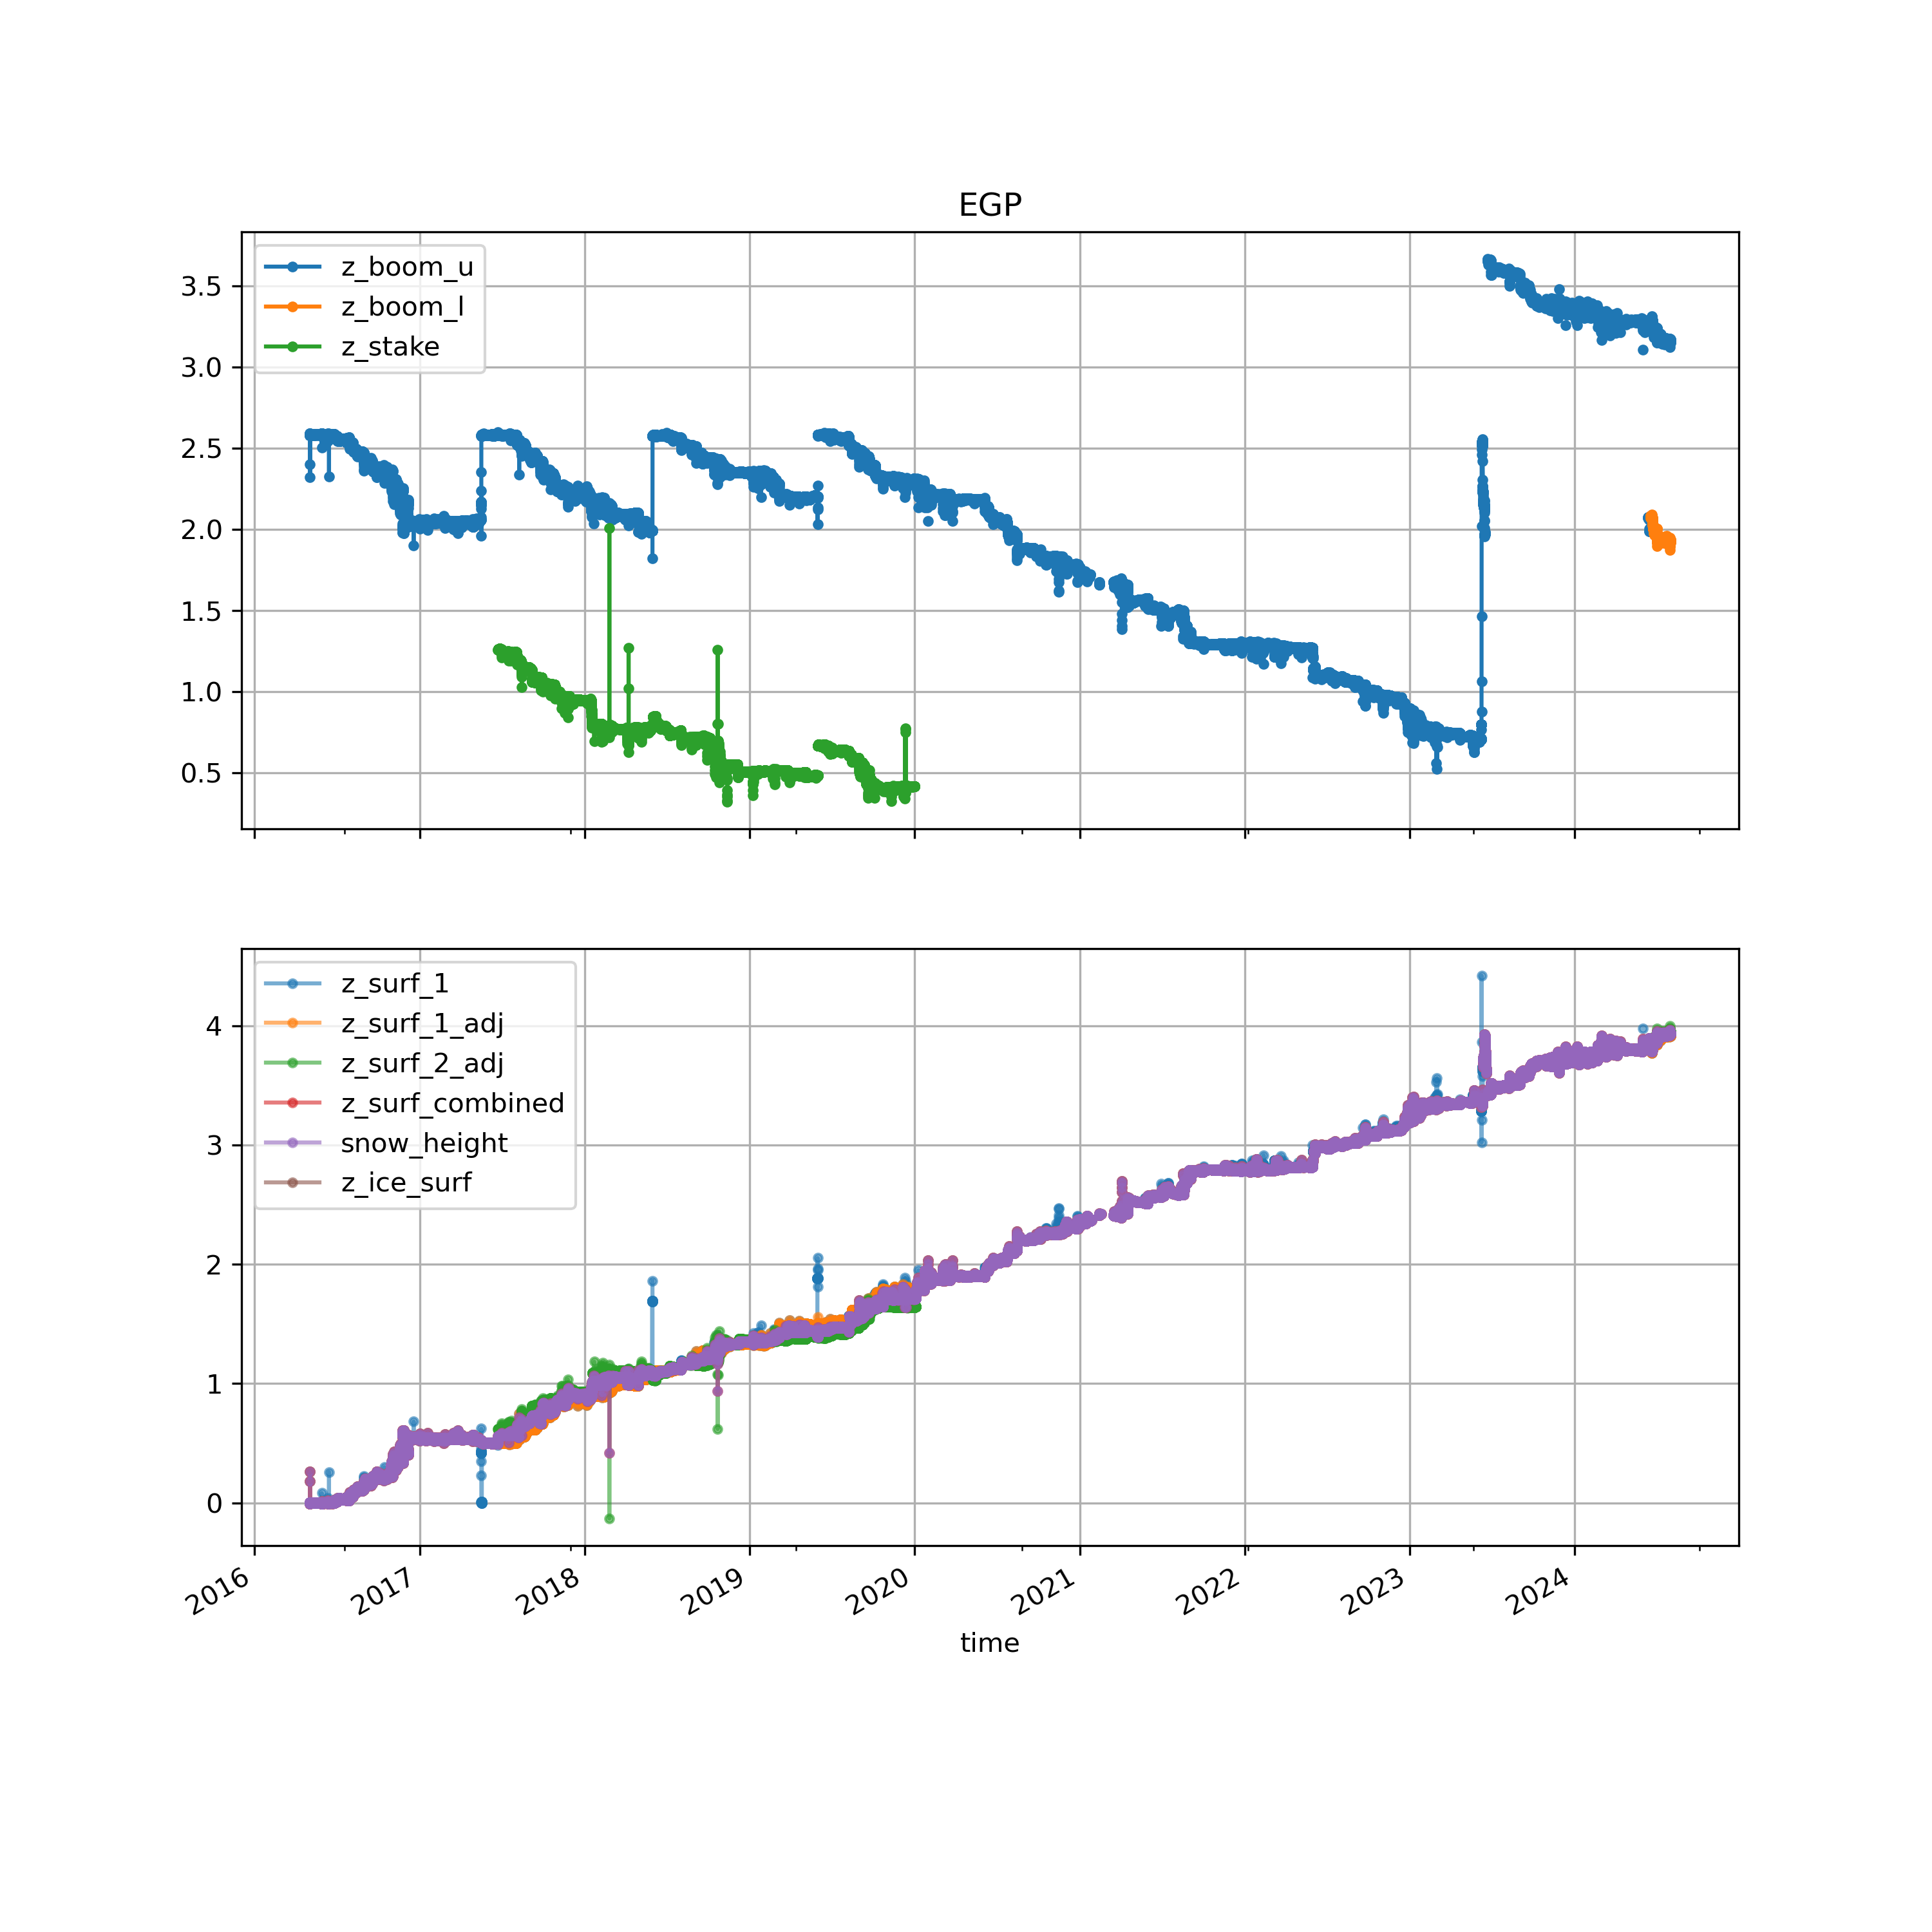 EGP
z_boom_u
z_boom_l
z_stake
3.5
3.0
2.5
2.0
1.5
1.0
0.5
z_surf_1
z_surf_1_adj
z_surf_2_adj
z_surf_combined
snow_height
z_ice_surf
4
3
2
1
0
2016
2017
2018
2019
2020
2021
2022
2023
2024
time